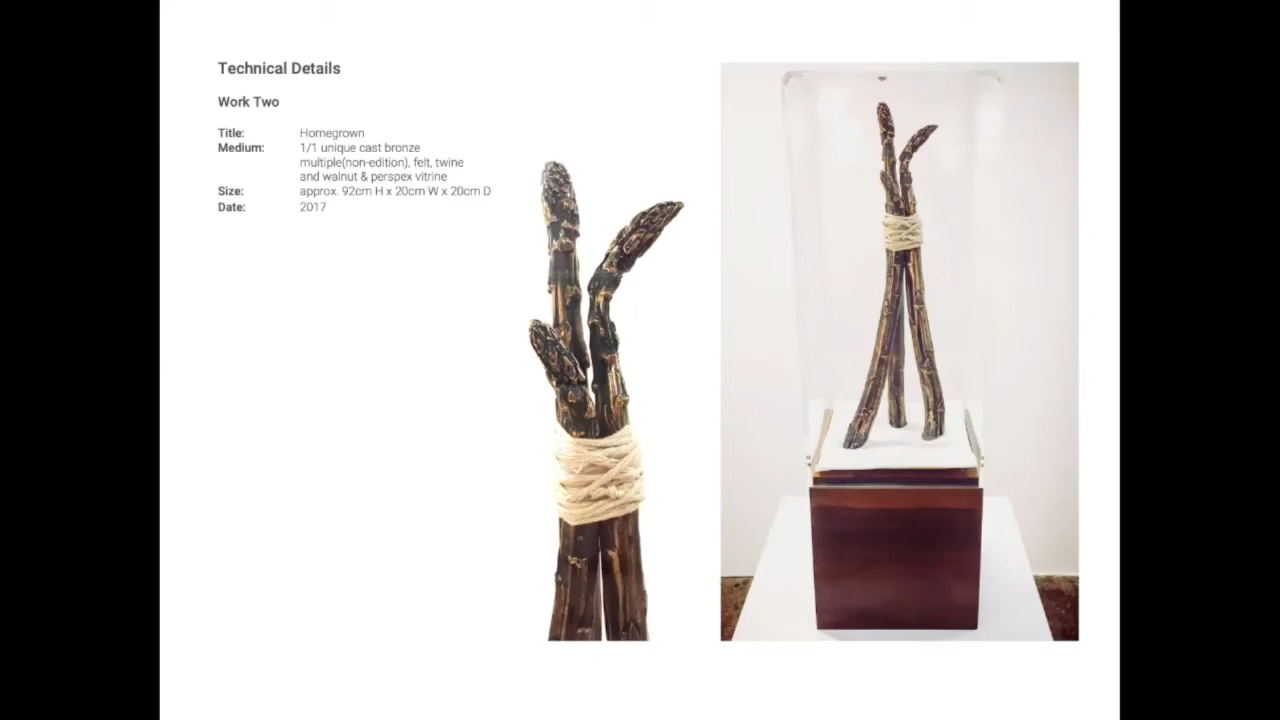 Technical Details
Work Two
Title: Homegrown
Medium: 1/1 unique cast bronze
multiple(non-edition), felt, twine
and walnut & perspex vitrine
Size: approx. 92cm H x 20cm W x 20cm D
Date: 2017